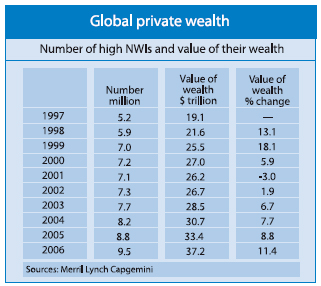 Global private wealth
Number of high NWIs and value of their wealth
Number million Value of wealth $ trillion Value of wealth % change
1997 5.2 19.1 —
1998 5.9 21.6 13.1
1999 7.0 25.5 18.1
2000 7.2 27.0 5.9
2001 7.1 26.2 -3.0
2002 7.3 26.7 1.9
2003 7.7 28.5 6.7
2004 8.2 30.7 7.7
2005 8.8 33.4 8.8
2006 9.5 37.2 11.4
Sources: Merril Lynch Capgemini